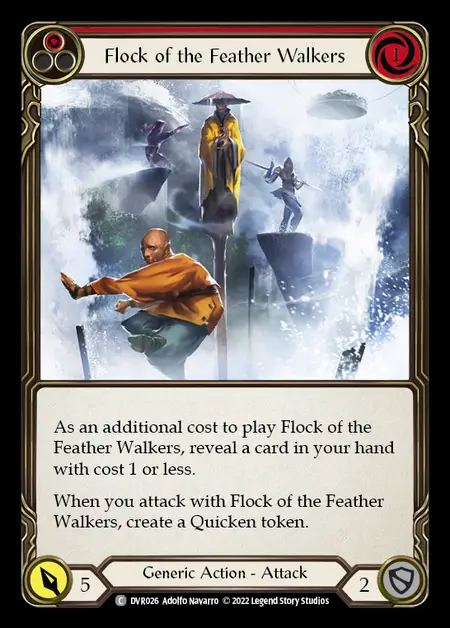 Flock of the Feather Walkers
1
As an additional cost to play Flock of the
Feather Walkers, reveal a card in your hand
with cost 1 or less.
When you attack with Flock of the Feather
Walkers, create a Quicken token.
5
Generic Action - Attack
2
C DVR026 Adolfo Navarro © 2022 Legend Story Studios